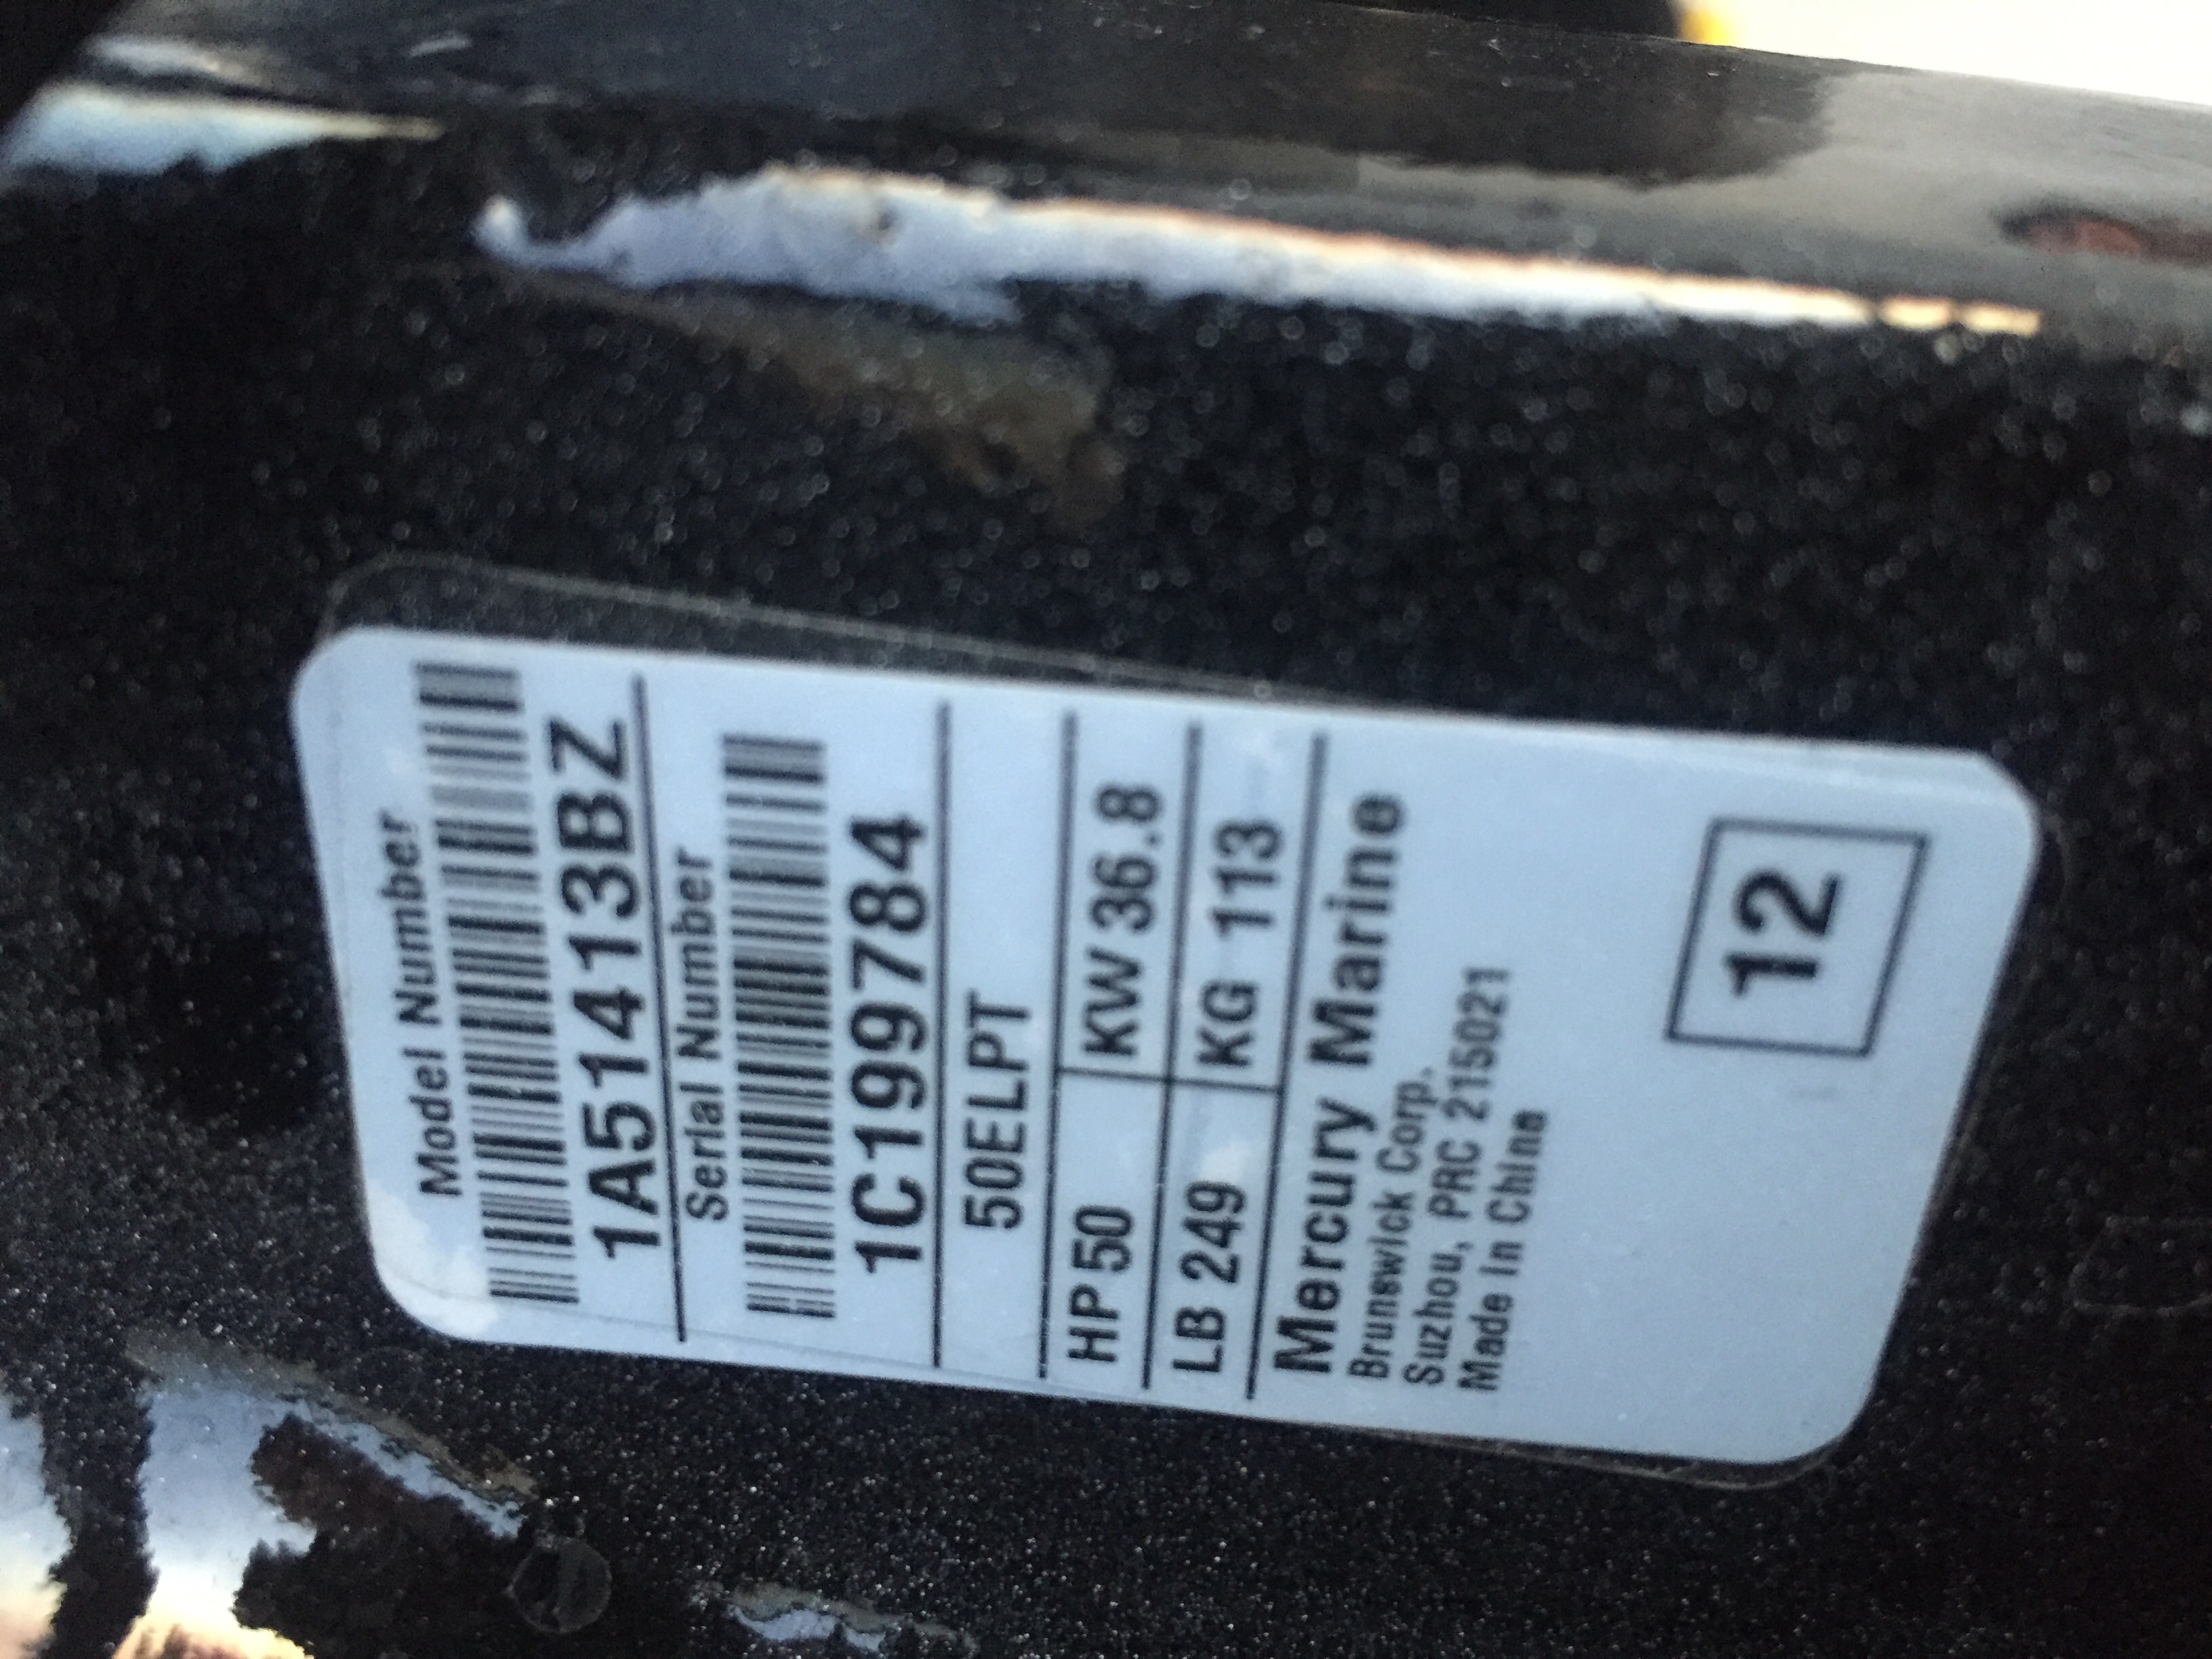 Model Number
1A51413BZ
Serial Number
1C199784
50ELPT
HP 50 KW 36.8
LB 249 KG 113
Mercury Marine
Brunswick Corp.
Suzhou, PRC 215021
Made in China
12